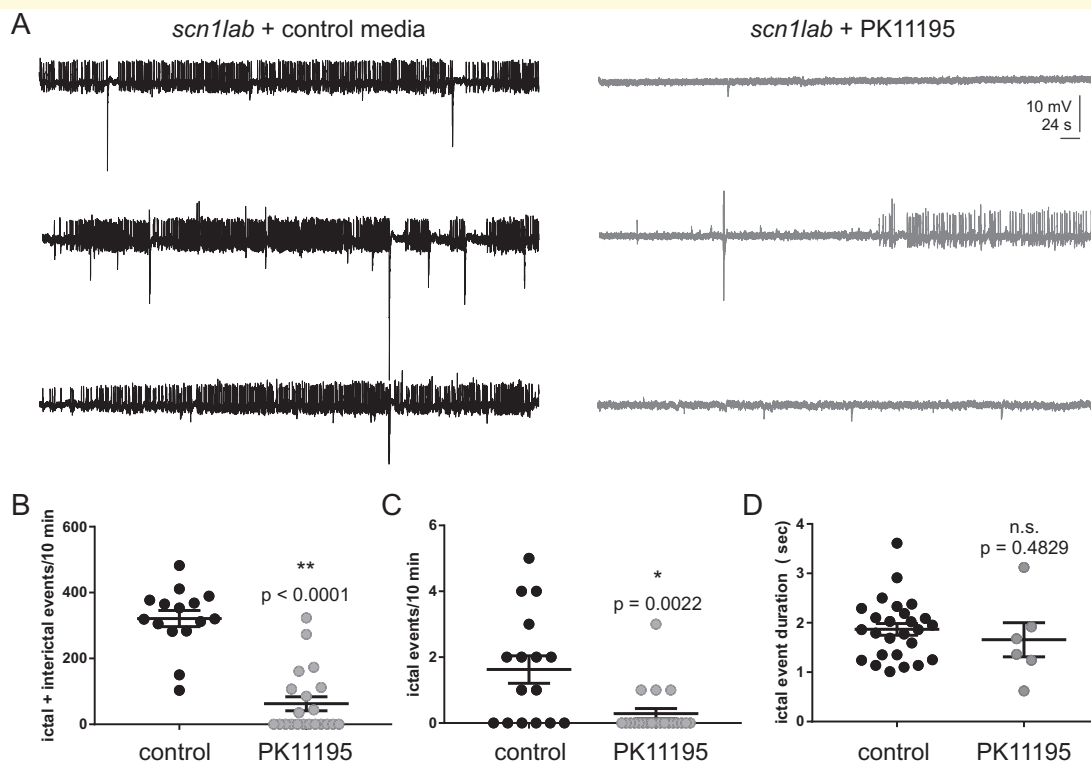 A
scn1lab + control media
scn1lab + PK11195
10 mV
24 s
B
ictal + interictal events/10 min
600
400
200
0
**
p < 0.0001
control
PK11195
C
ictal events/10 min
6
4
2
0
*
p = 0.0022
control
PK11195
D
ictal event duration ( sec)
4
3
2
1
0
n.s.
p = 0.4829
control
PK11195